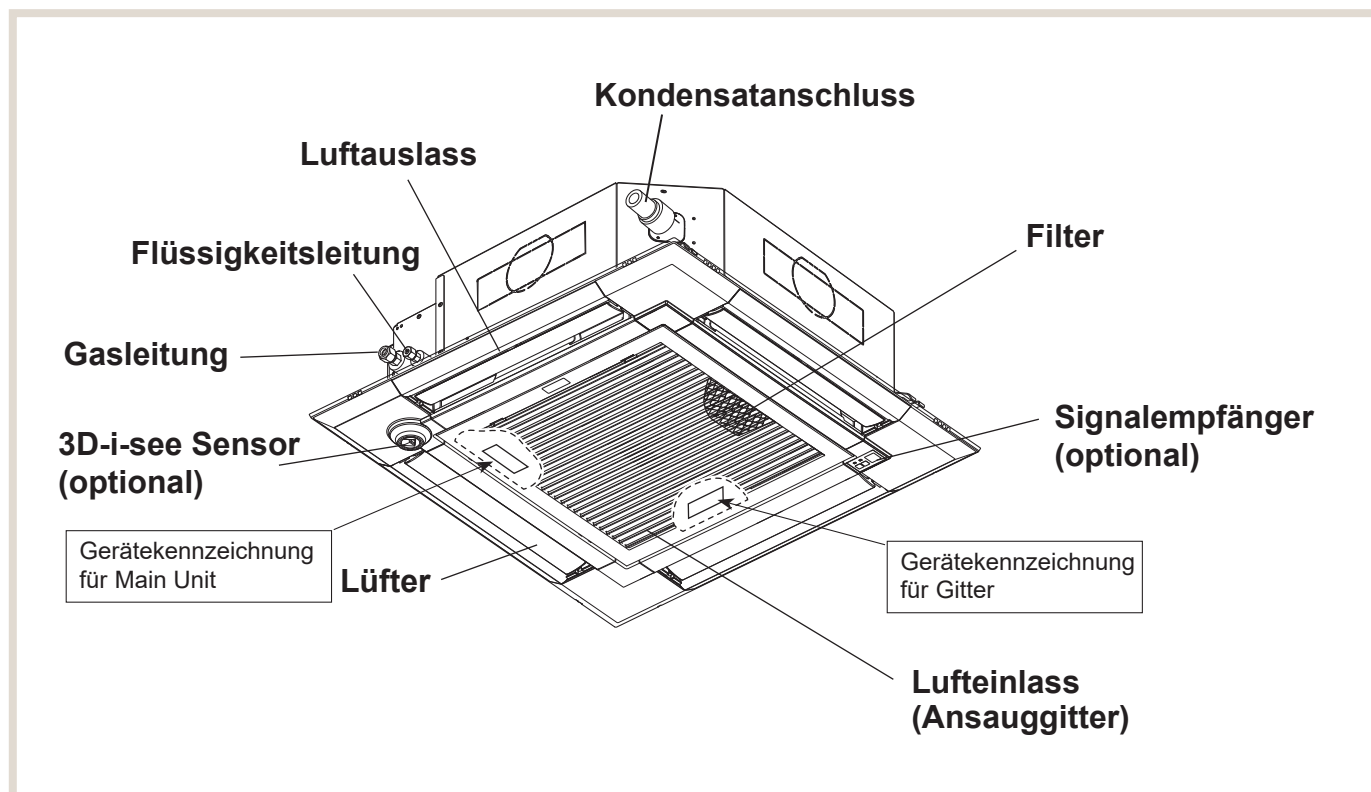 Kondensatanschluss
Luftauslass
Filter
Flüssigkeitsleitung
Gasleitung
3D-i-see Sensor
(optional)
Signalempfänger
(optional)
Gerätekennzeichnung
für Main Unit
Lüfter
Gerätekennzeichnung
für Gitter
Lufteinlass
(Ansauggitter)